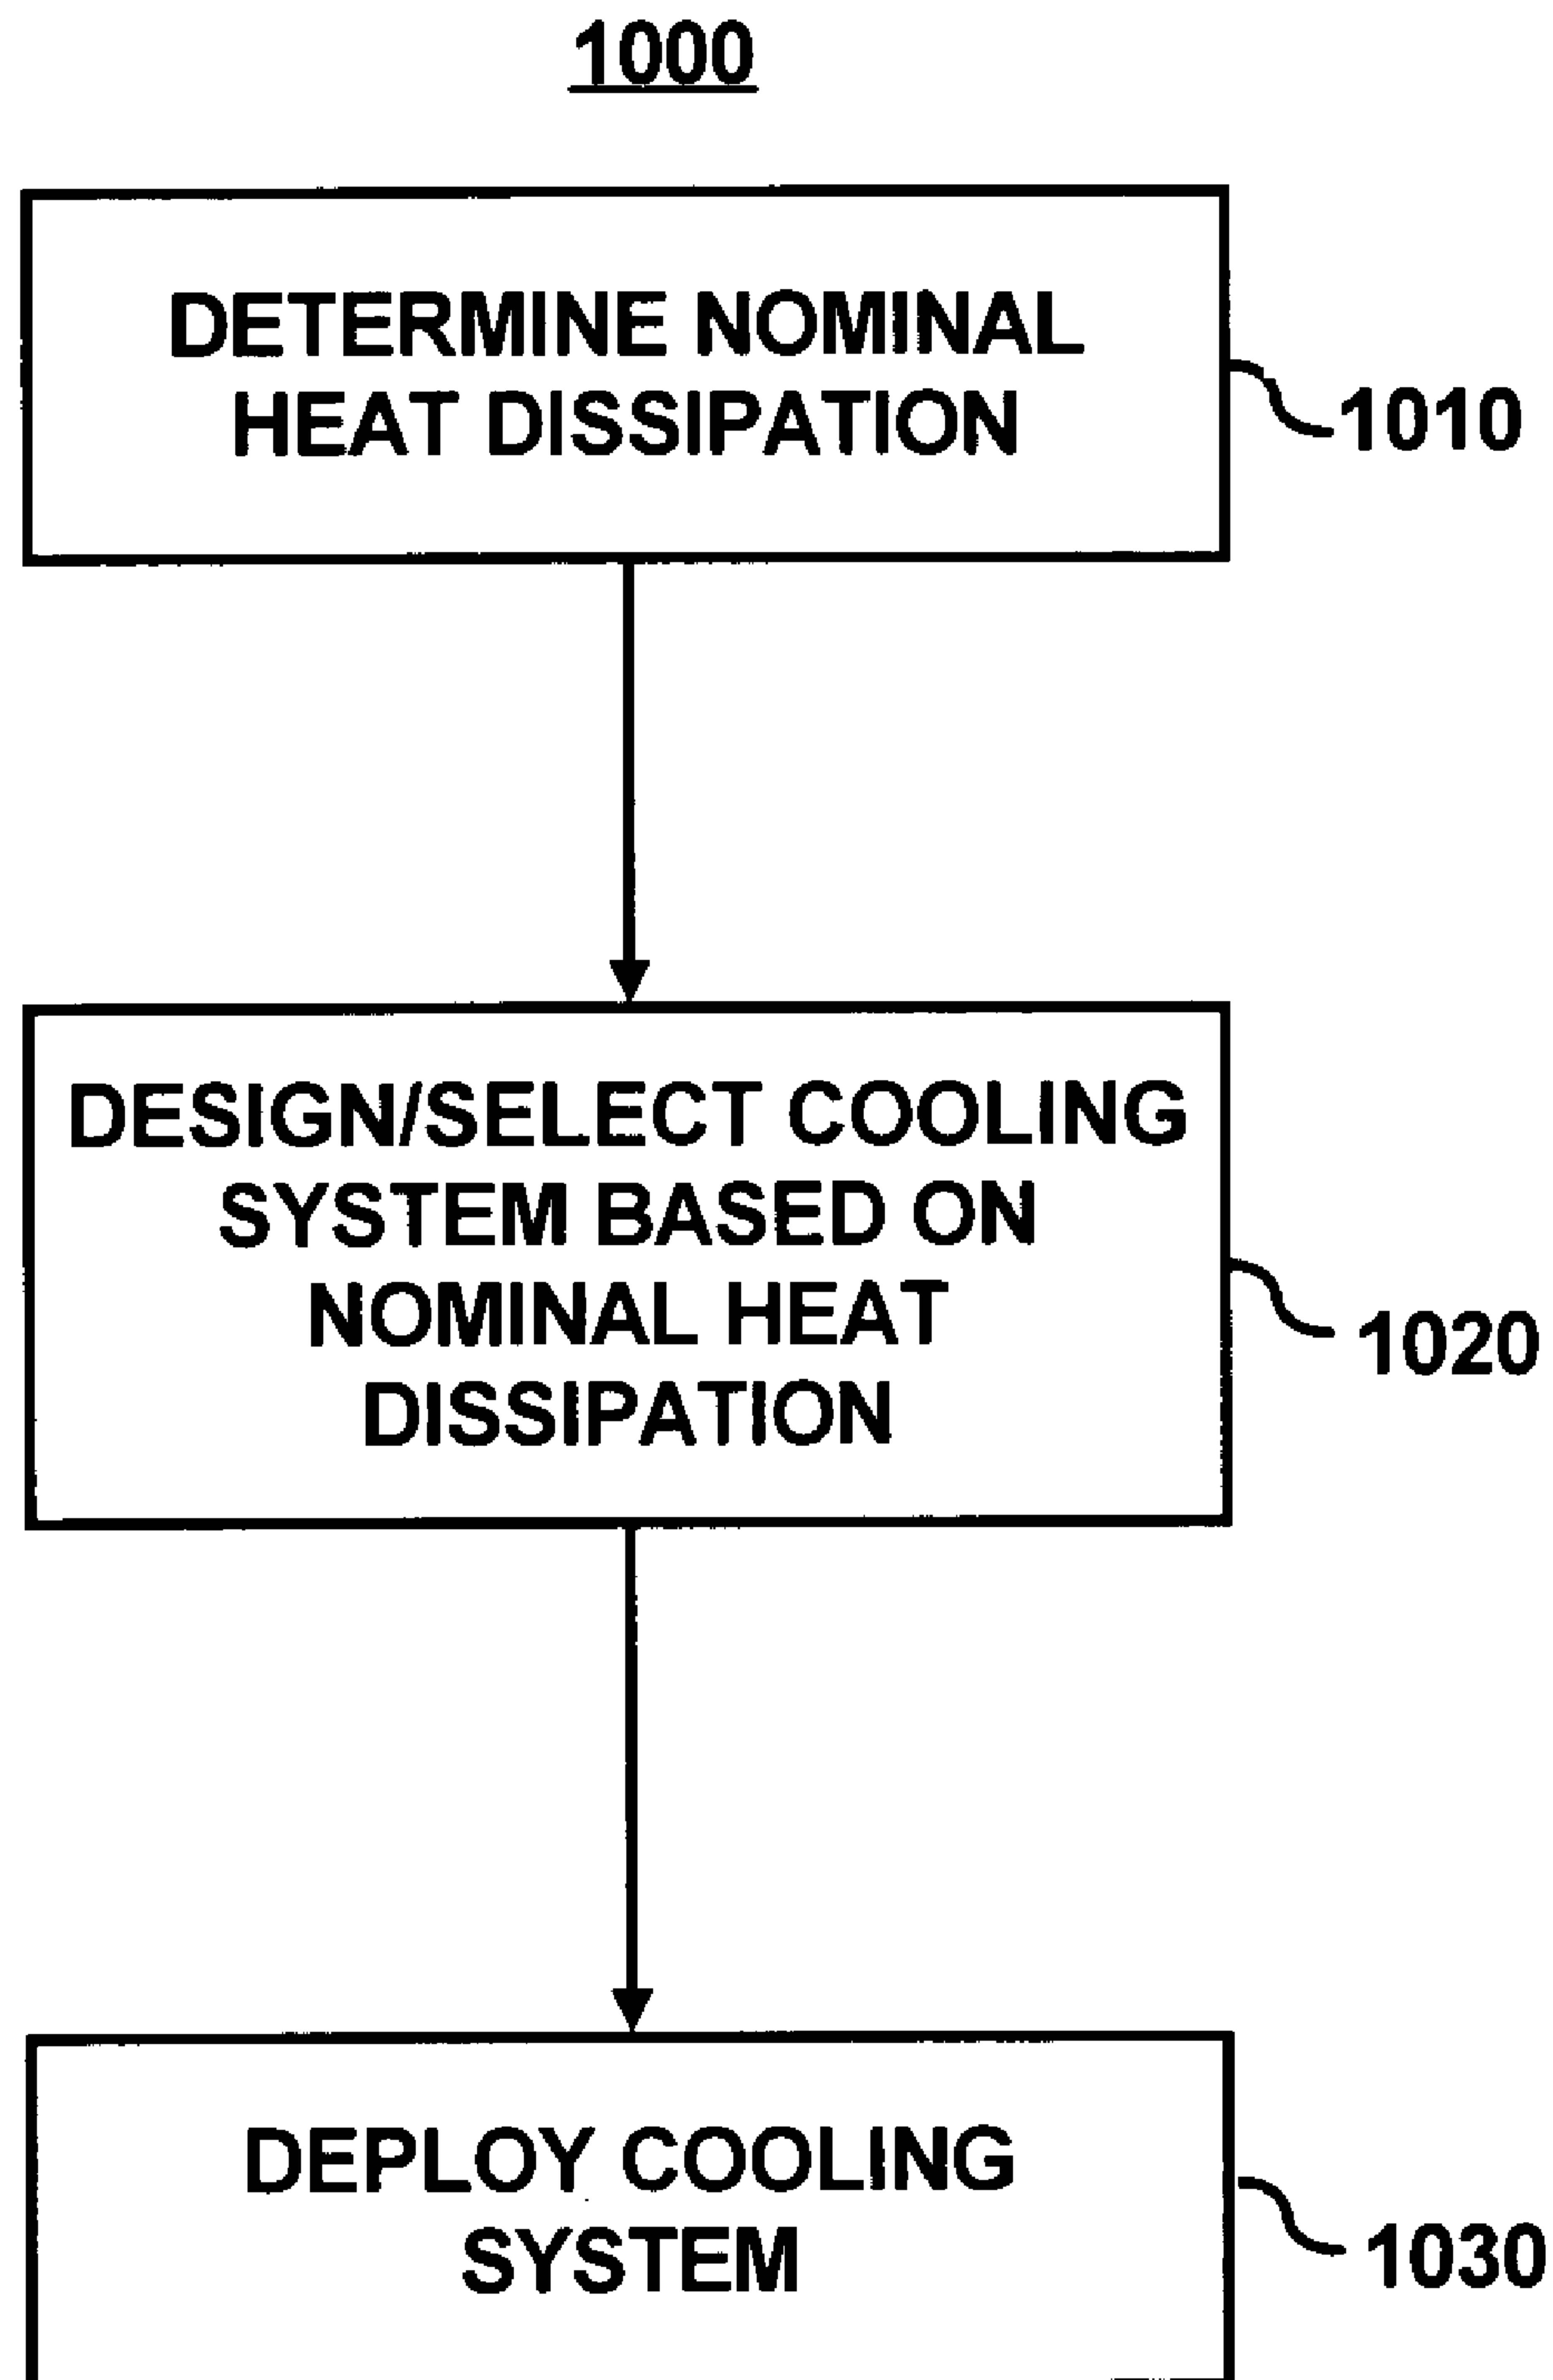 1000
DETERMINE NOMINAL
HEAT DISSIPATION
1010
DESIGN/SELECT COOLING
SYSTEM BASED ON
NOMINAL HEAT
DISSIPATION
1020
DEPLOY COOLING
SYSTEM
1030